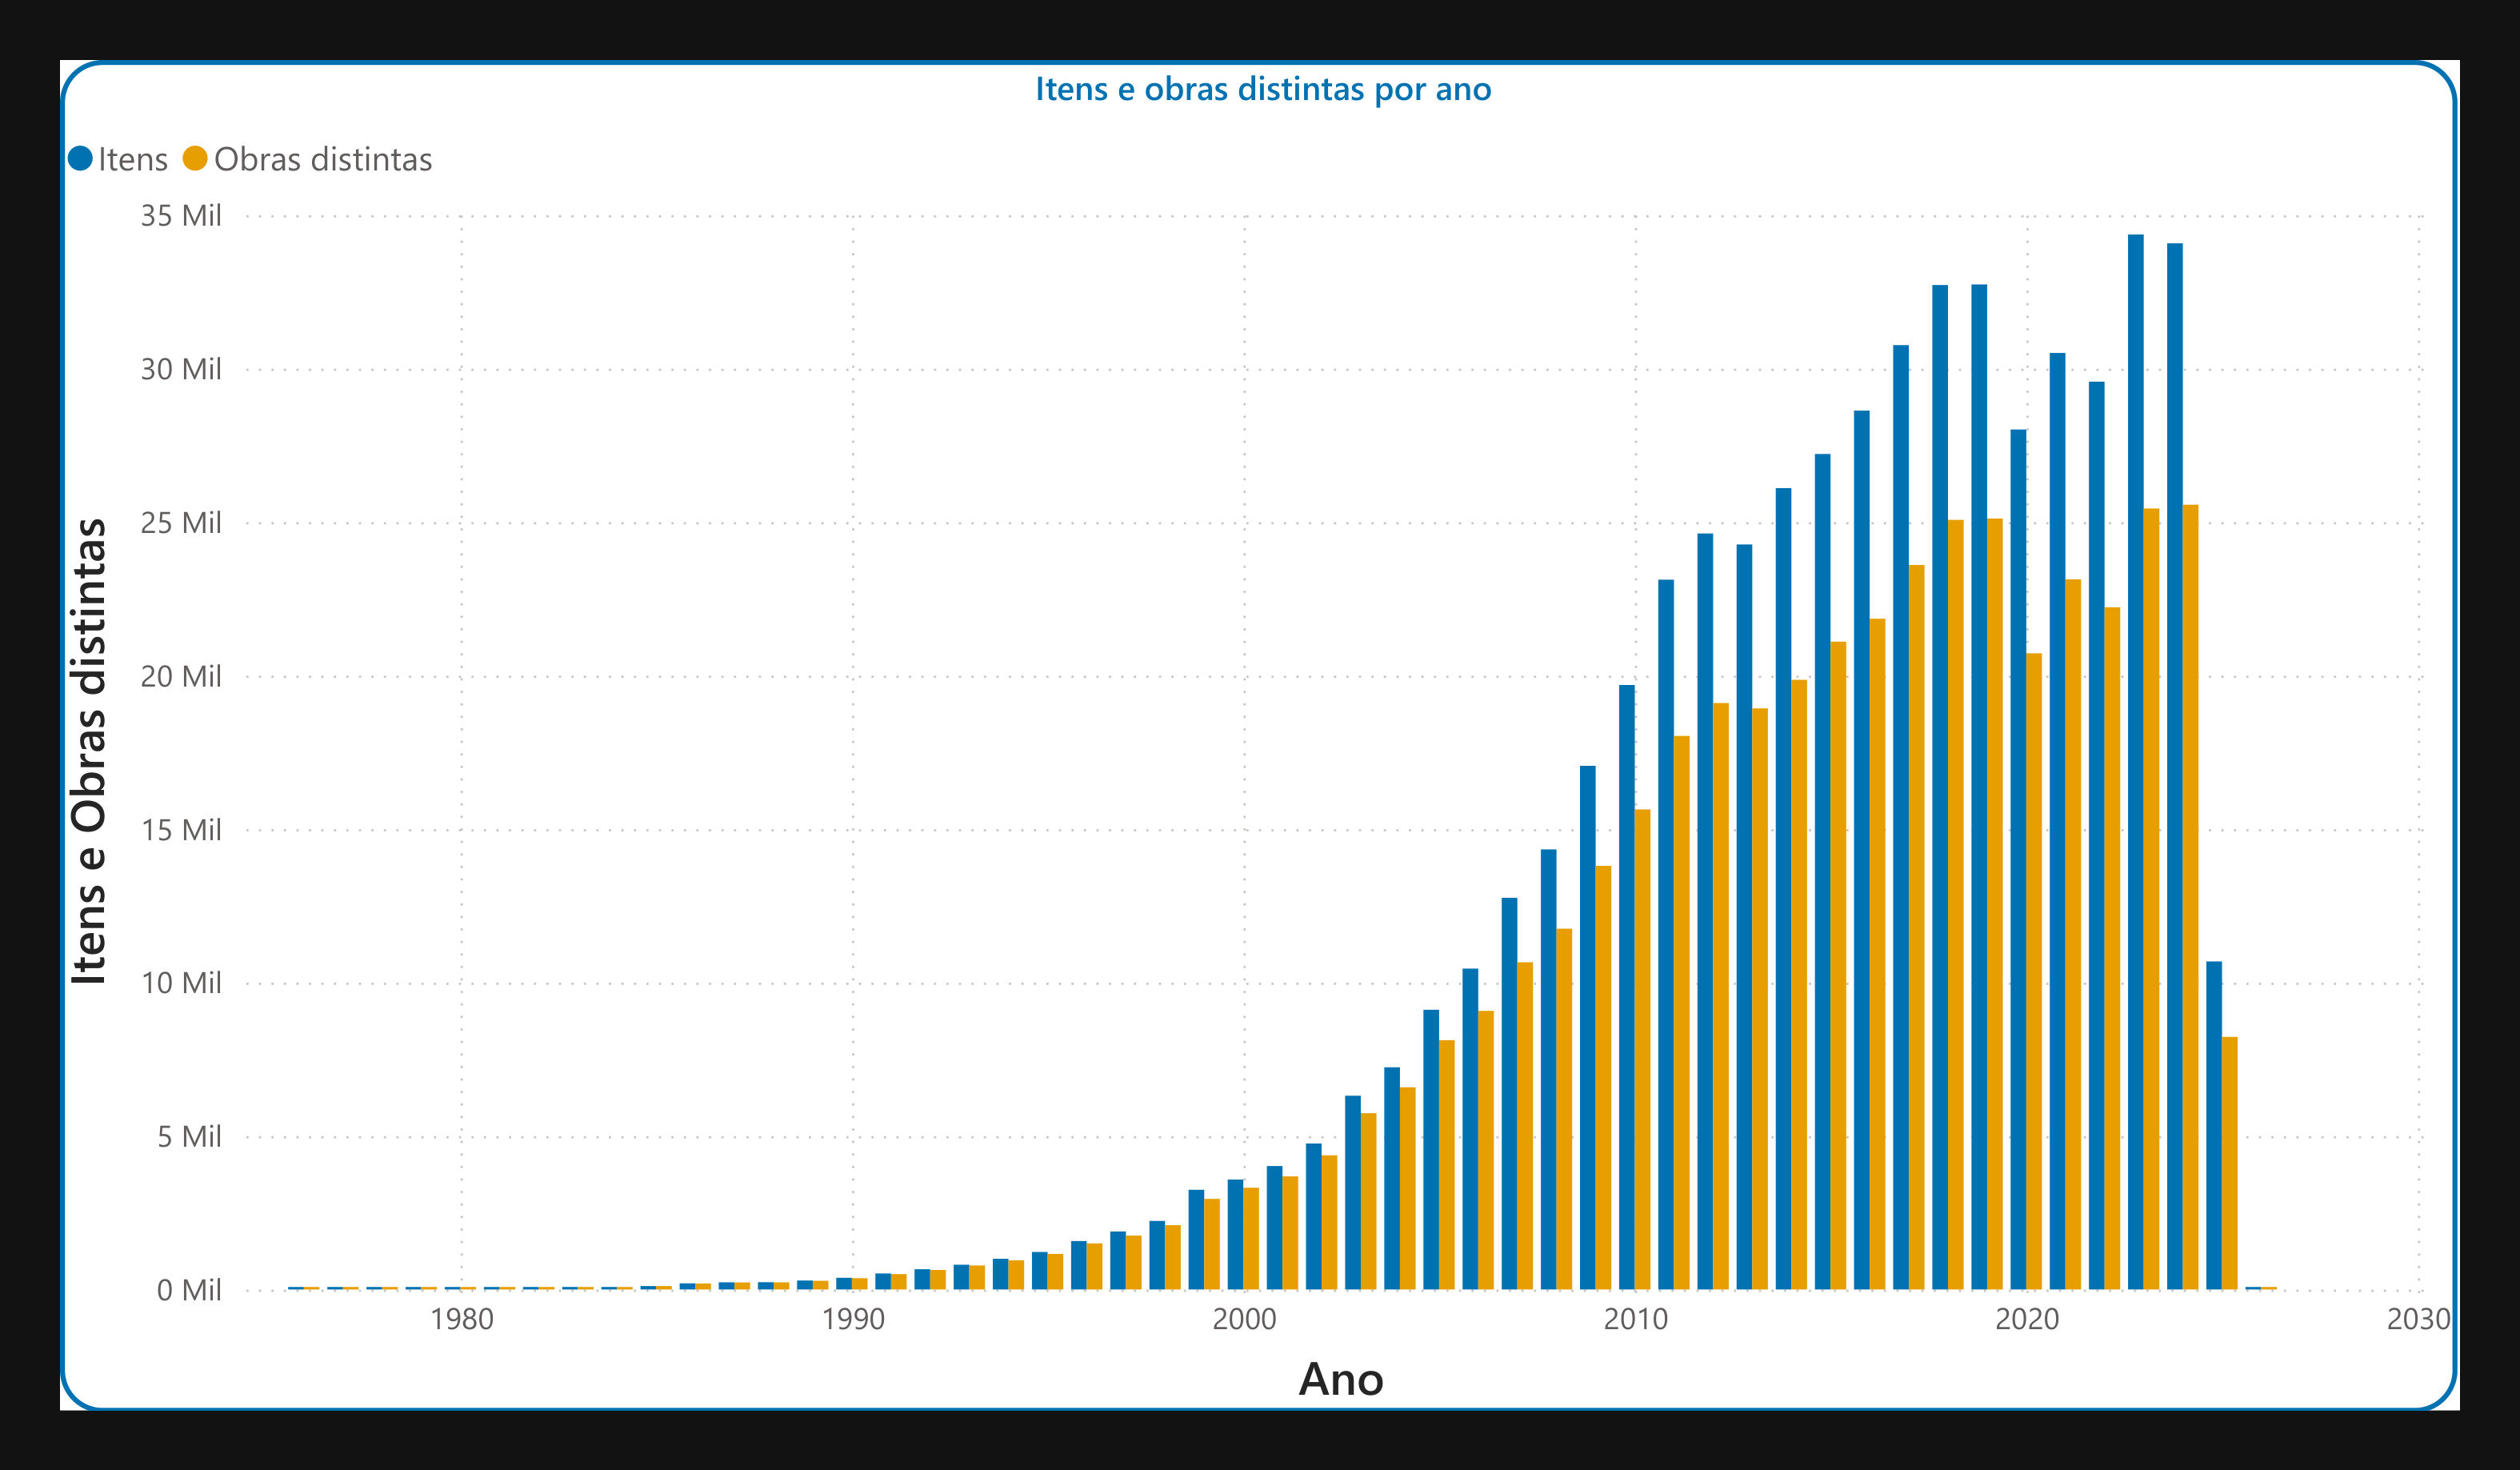 Itens e obras distintas por ano
Itens Obras distintas
Itens e Obras distintas
35 Mil
30 Mil
25 Mil
20 Mil
15 Mil
10 Mil
5 Mil
0 Mil
1980 1990 2000 2010 2020 2030
Ano